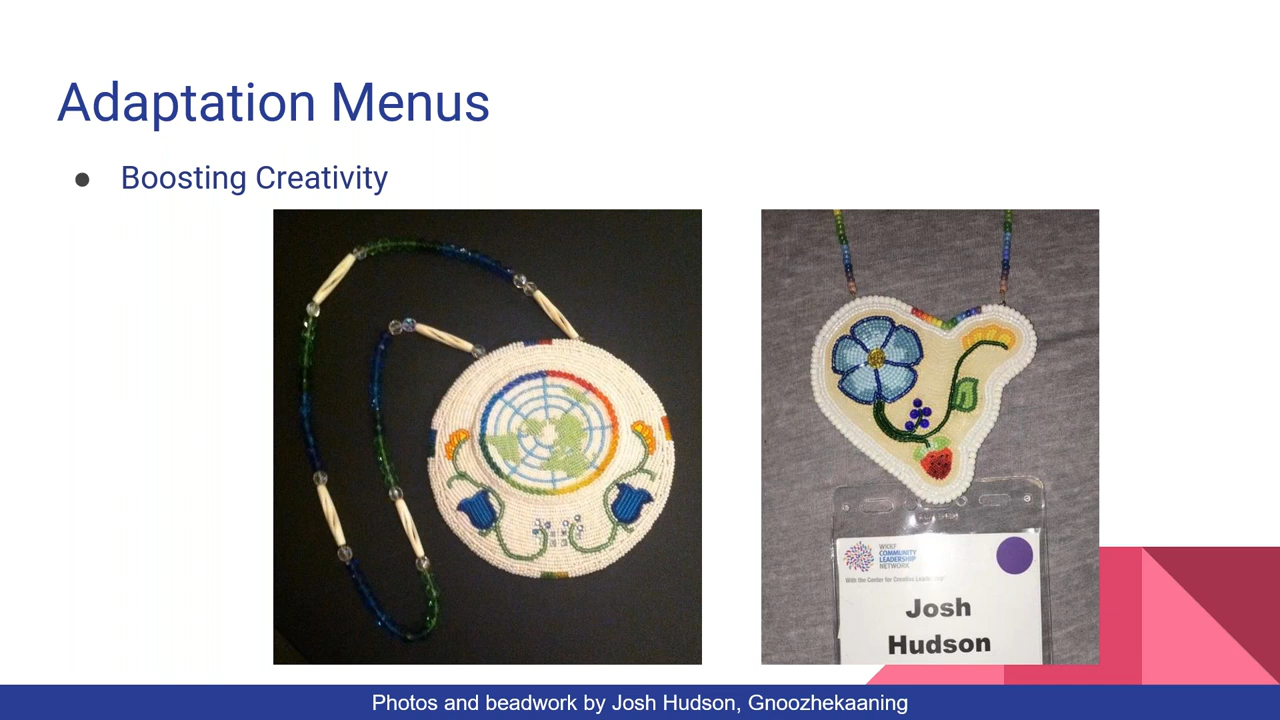 Adaptation Menus
● Boosting Creativity
WKKF
COMMUNITY
LEADERSHIP
NETWORK
With the Center for Creative
Josh
Hudson
Photos and beadwork by Josh Hudson, Gnoozhekaaning